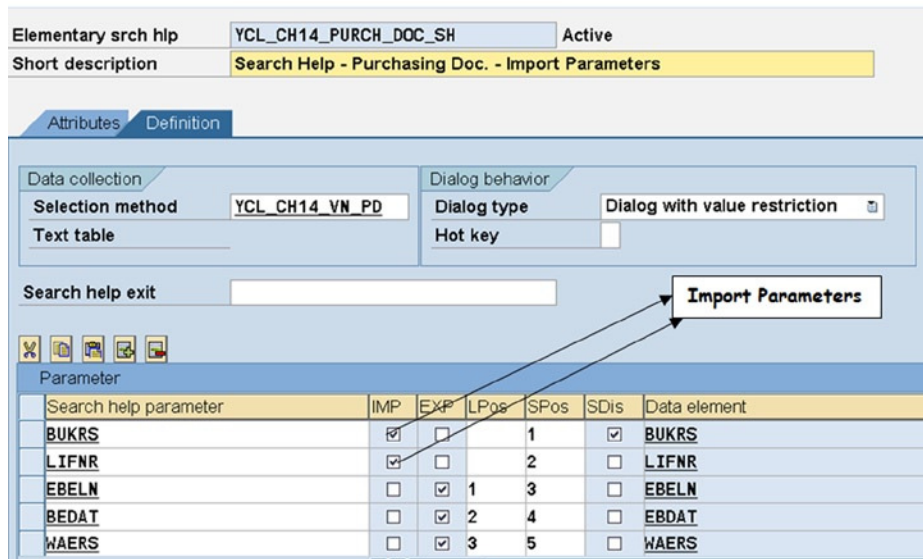 Elementary srch hlp YCL_CH14_PURCH_DOC_SH Active
Short description Search Help - Purchasing Doc. - Import Parameters
Attributes Definition
Data collection Dialog behavior
Selection method YCL_CH14_VN_PD Dialog type Dialog with value restriction
Text table Hot key
Search help exit
Import Parameters
Parameter
Search help parameter IMP EXP LPos SPos SDis Data element
BUKRS 1 BUKRS
LIFNR 2 LIFNR
EBELN 1 3 EBELN
BEDAT 2 4 EBDAT
WAERS 3 5 WAERS